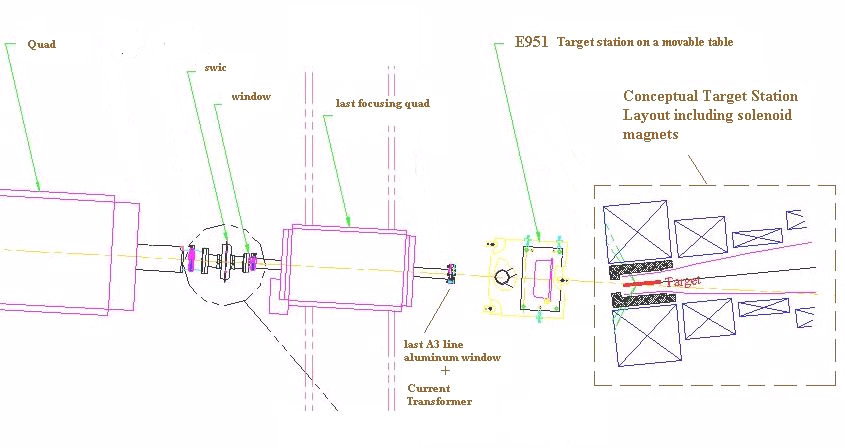 Quad
swic
window
last focusing quad
E951 Target station on a movable table
Conceptual Target Station
Layout including solenoid
magnets
Target
last A3 line
aluminum window
+
Current
Transformer